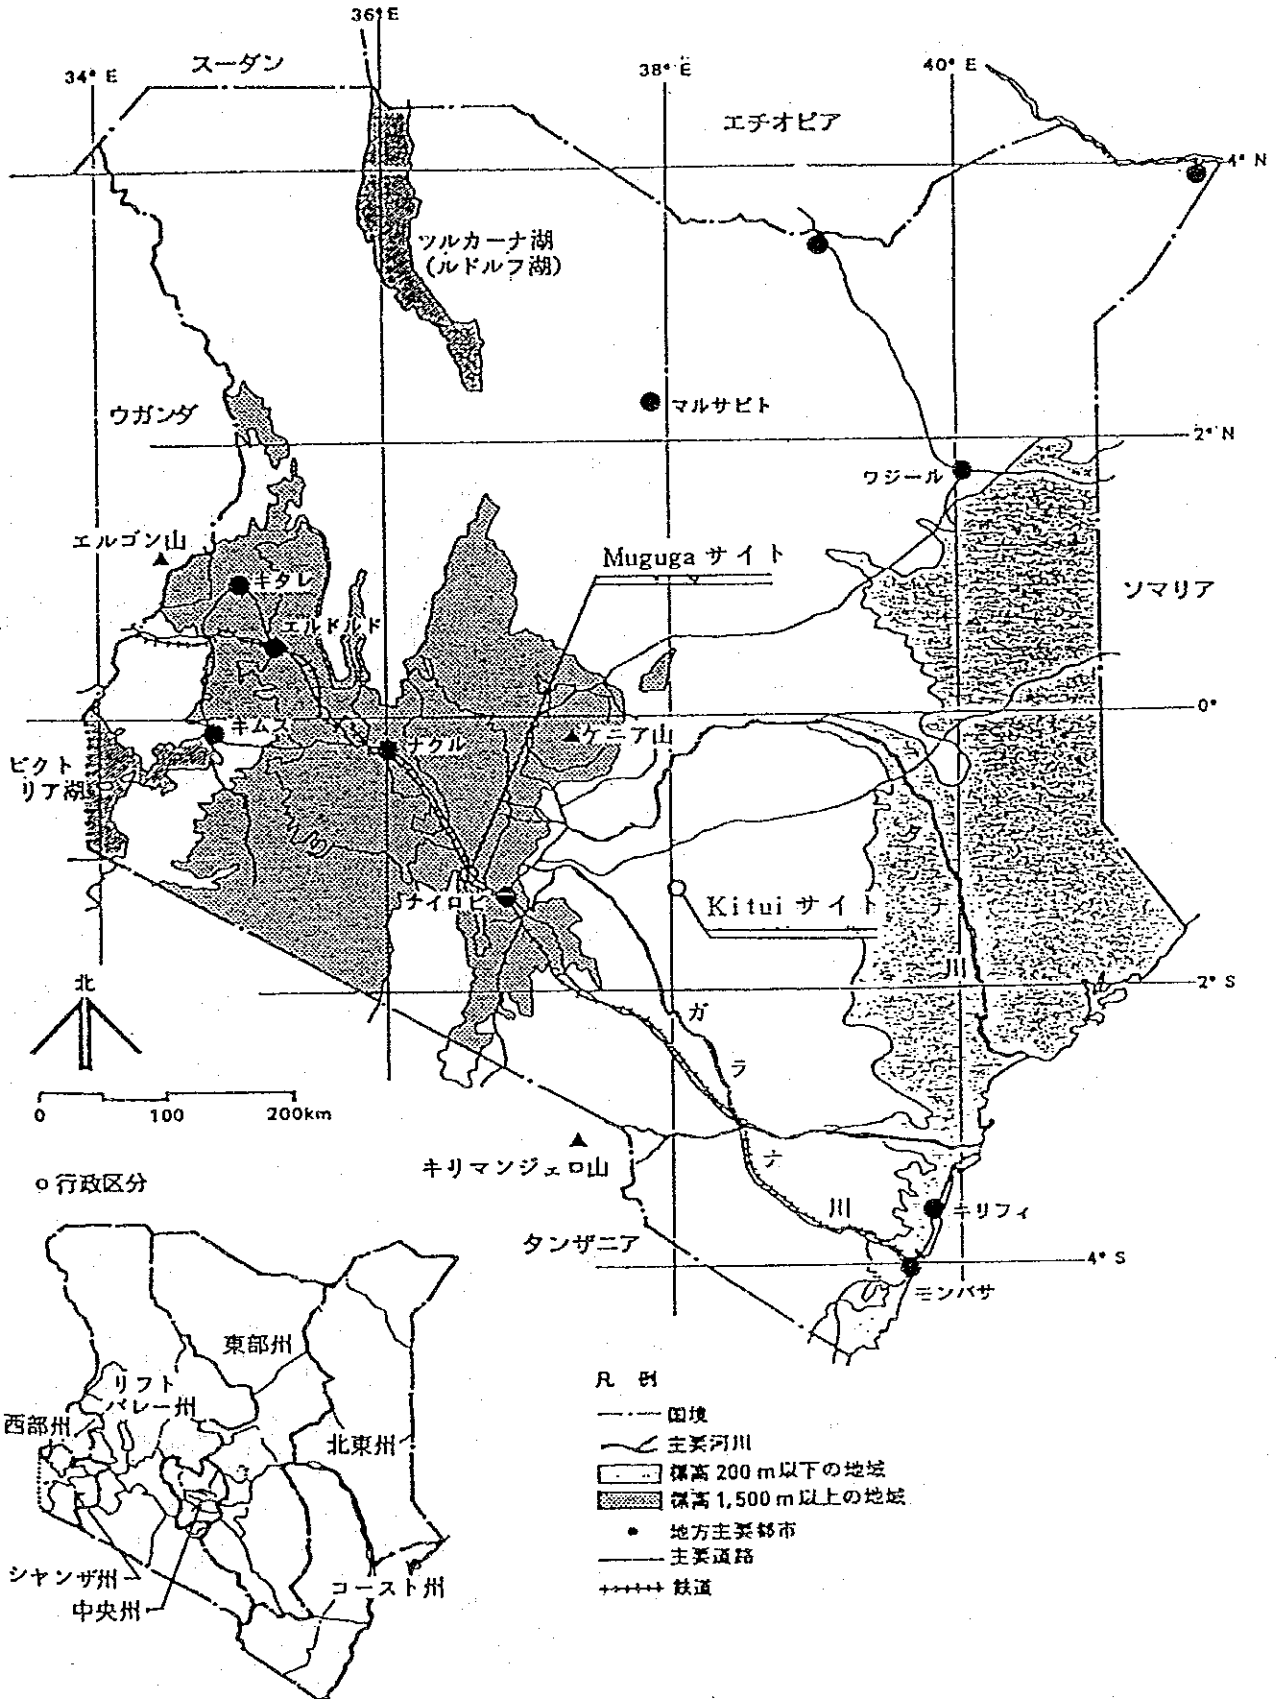 36° E
34° E
スーダン
38° E
40° E
エチオピア
4° N
ツルカーナ湖
(ルドルフ湖)
マルサビト
ウガンダ
2° N
ワジール
エルゴン山
Muguga サイト
キタレ
ソマリア
エルドルド
0°
キムス
ケニア山
ナクル
ビクト
リア湖
タナ川
ナイロビ
Kitui サイト
北
2° S
ガラナ川
0 100 200km
キリマンジェロ山
キリフィ
タンザニア
4° S
モンバサ
○行政区分
東部州
リフト
バレー州
西部州
北東州
シャンザ州
中央州
コースト州
凡 例
国境
主要河川
標高 200 m以下の地域
標高 1,500 m以上の地域
地方主要都市
主要道路
鉄道